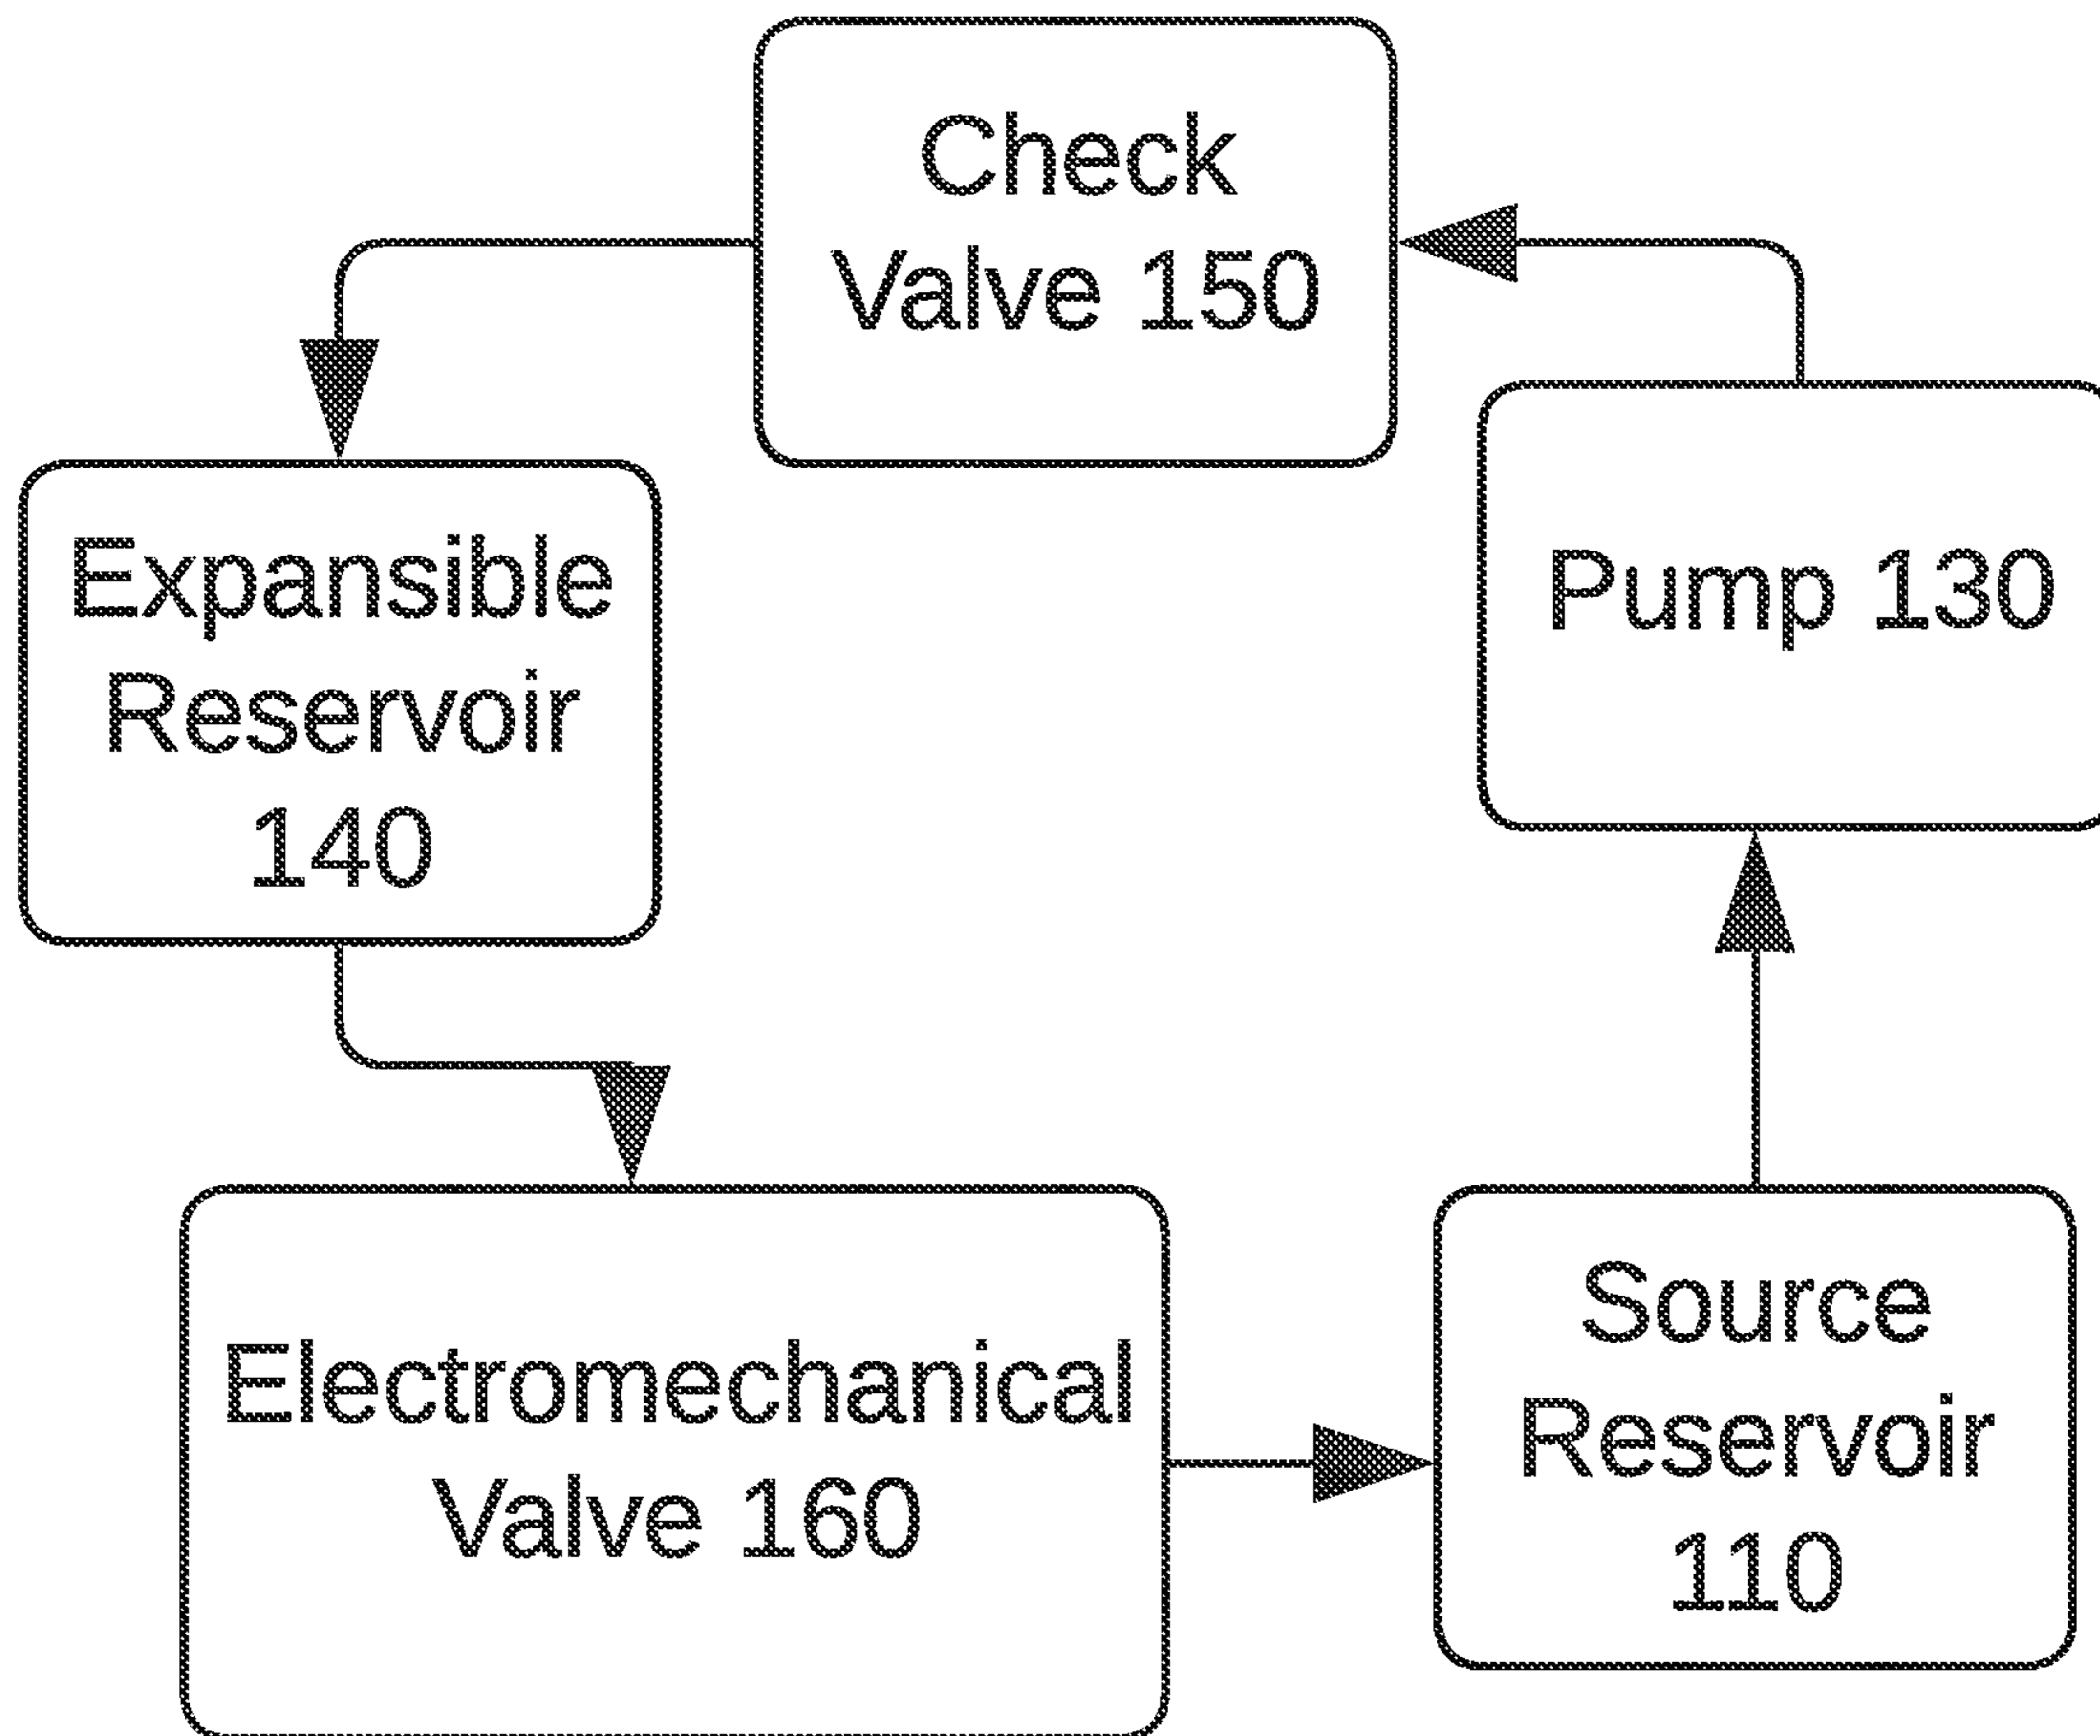 Check
Valve 150
Expansible
Reservoir
140
Pump 130
Electromechanical
Valve 160
Source
Reservoir
110